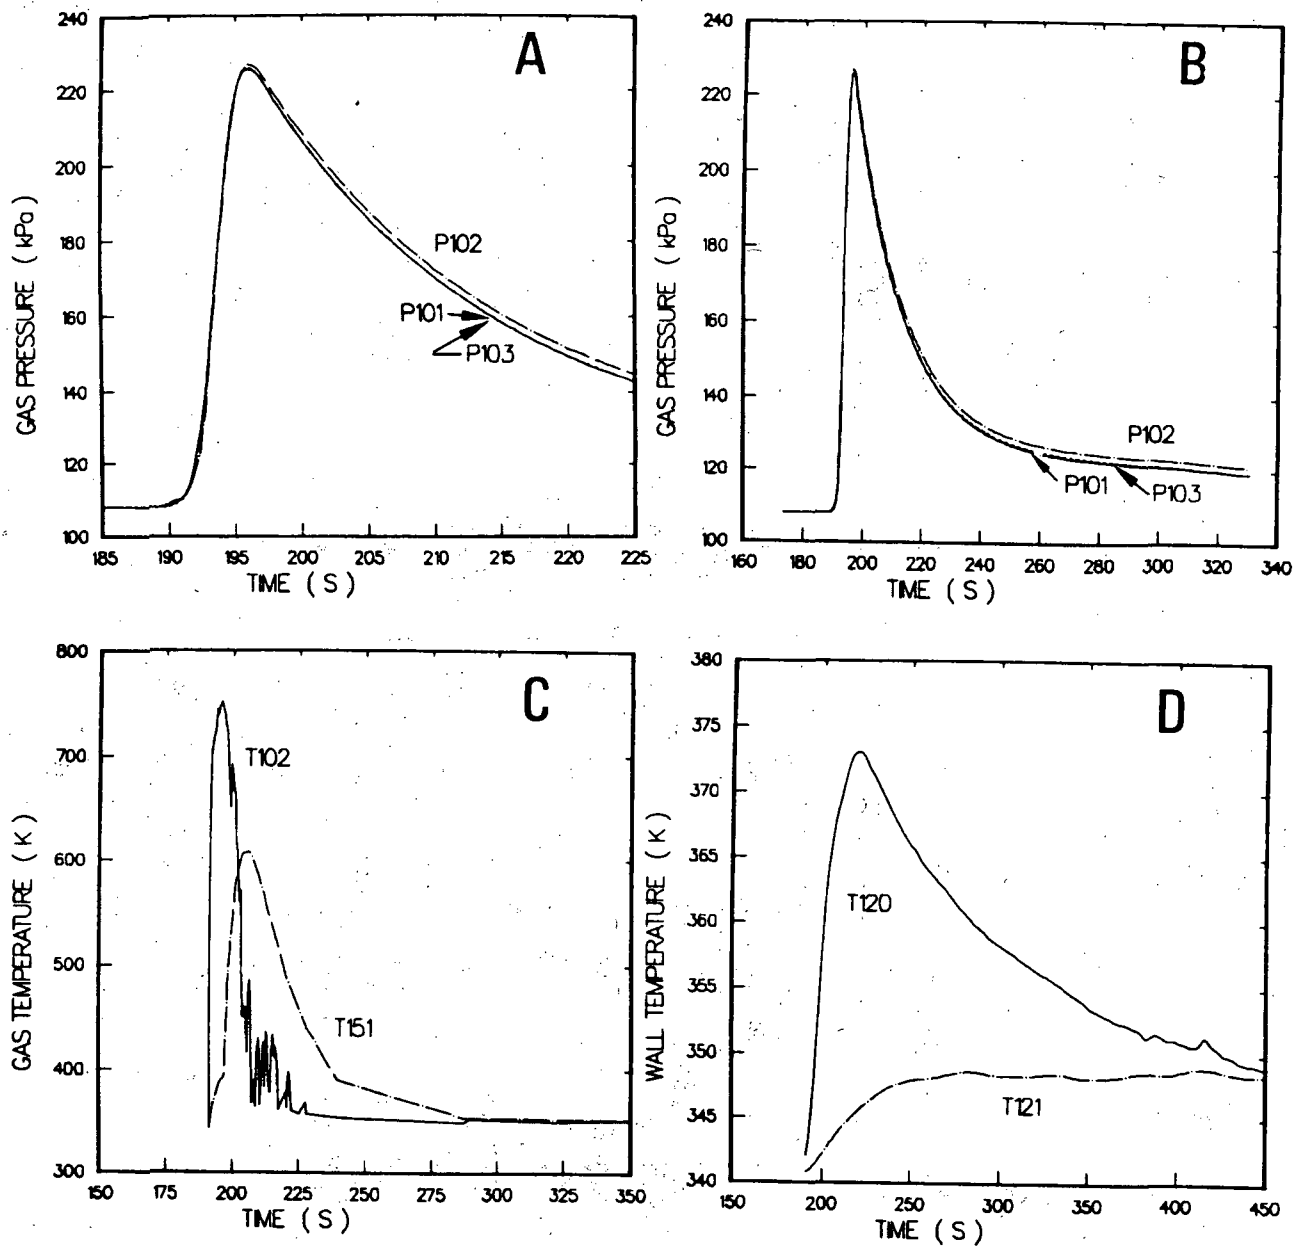 A
GAS PRESSURE (kPa)
240
220
200
180
160
140
120
100
P102
P101
P103
185 190 195 200 205 210 215 220 225
TIME (S)
B
GAS PRESSURE (kPa)
240
220
200
180
160
140
120
100
P102
P101
P103
160 180 200 220 240 260 280 300 320 340
TIME (S)
C
GAS TEMPERATURE (K)
800
700
600
500
400
300
T102
T151
150 175 200 225 250 275 300 325 350
TIME (S)
D
WALL TEMPERATURE (K)
380
375
370
365
360
355
350
345
340
T120
T121
150 200 250 300 350 400 450
TIME (S)